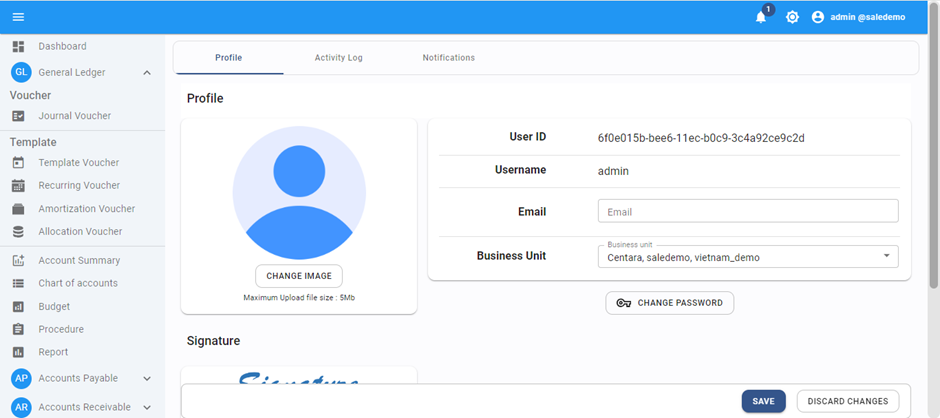 1
admin @saledemo
Dashboard
GL General Ledger
Voucher
Journal Voucher
Template
Template Voucher
Recurring Voucher
Amortization Voucher
Allocation Voucher
Account Summary
Chart of accounts
Budget
Procedure
Report
AP Accounts Payable
AR Accounts Receivable
Profile Activity Log Notifications
Profile
CHANGE IMAGE
Maximum Upload file size : 5Mb
User ID 6f0e015b-bee6-11ec-b0c9-3c4a92ce9c2d
Username admin
Email Email
Business unit
Business Unit Centara, saledemo, vietnam_demo
CHANGE PASSWORD
Signature
Signature
SAVE DISCARD CHANGES